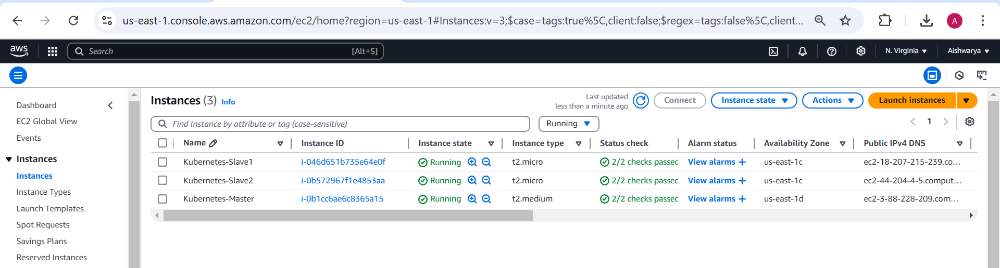 us-east-1.console.aws.amazon.com/ec2/home?region=us-east-1#Instances:v=3;$case=tags:true%5C,client:false;$regex=tags:false%5C,client...
A
aws
Search
[Alt+S]
N. Virginia
Aishwarya
Dashboard
EC2 Global View
Events
Instances
Instances
Instance Types
Launch Templates
Spot Requests
Savings Plans
Reserved Instances
Instances (3) Info
Last updated
less than a minute ago
Connect
Instance state
Actions
Launch instances
Find Instance by attribute or tag (case-sensitive)
Running
1
Name Instance ID Instance state Instance type Status check Alarm status Availability Zone Public IPv4 DNS
Kubernetes-Slave1 i-046d651b735e64e0f Running t2.micro 2/2 checks passed View alarms + us-east-1c ec2-18-207-215-239.co...
Kubernetes-Slave2 i-0b572967f1e4853aa Running t2.micro 2/2 checks passed View alarms + us-east-1c ec2-44-204-4-5.comput...
Kubernetes-Master i-0b1cc6ae6c8365a15 Running t2.medium 2/2 checks passed View alarms + us-east-1d ec2-3-88-228-209.com...